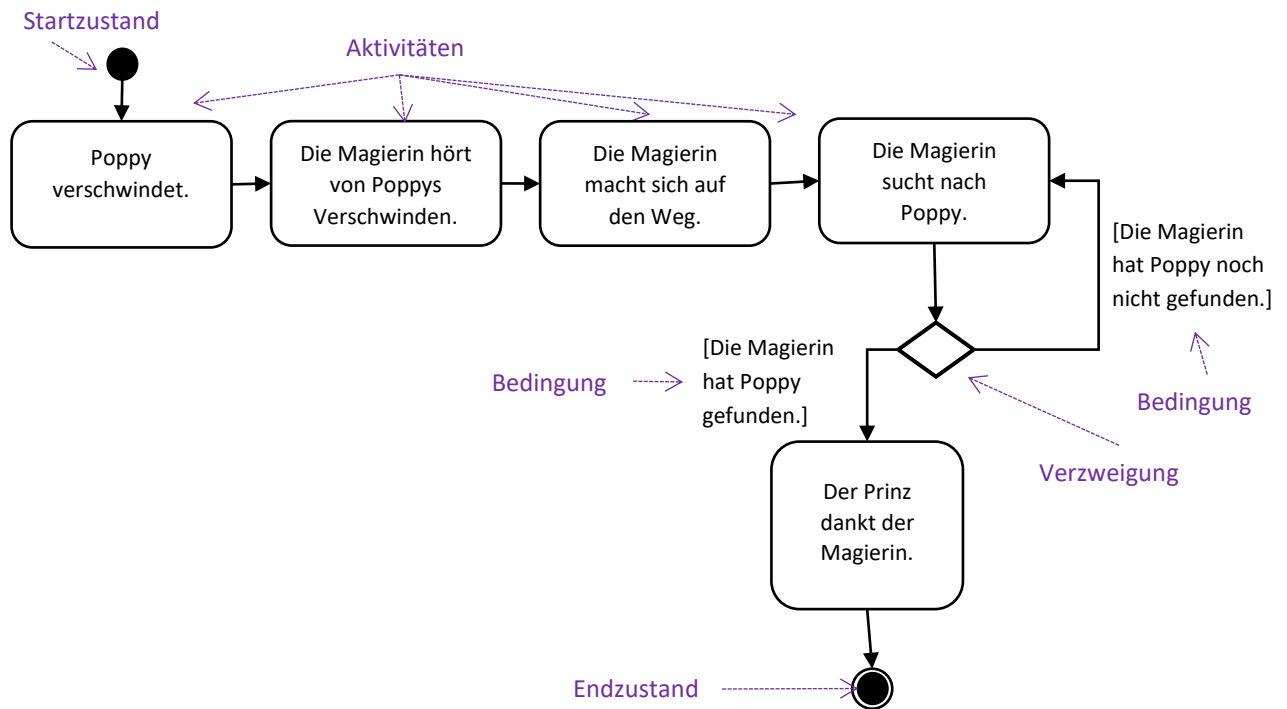 Startzustand
Aktivitäten
Poppy
verschwindet.
Die Magierin hört
von Poppys
Verschwinden.
Die Magierin
macht sich auf
den Weg.
Die Magierin
sucht nach
Poppy.
[Die Magierin
hat Poppy noch
nicht gefunden.]
[Die Magierin
hat Poppy
gefunden.]
Bedingung
Bedingung
Verzweigung
Der Prinz
dankt der
Magierin.
Endzustand